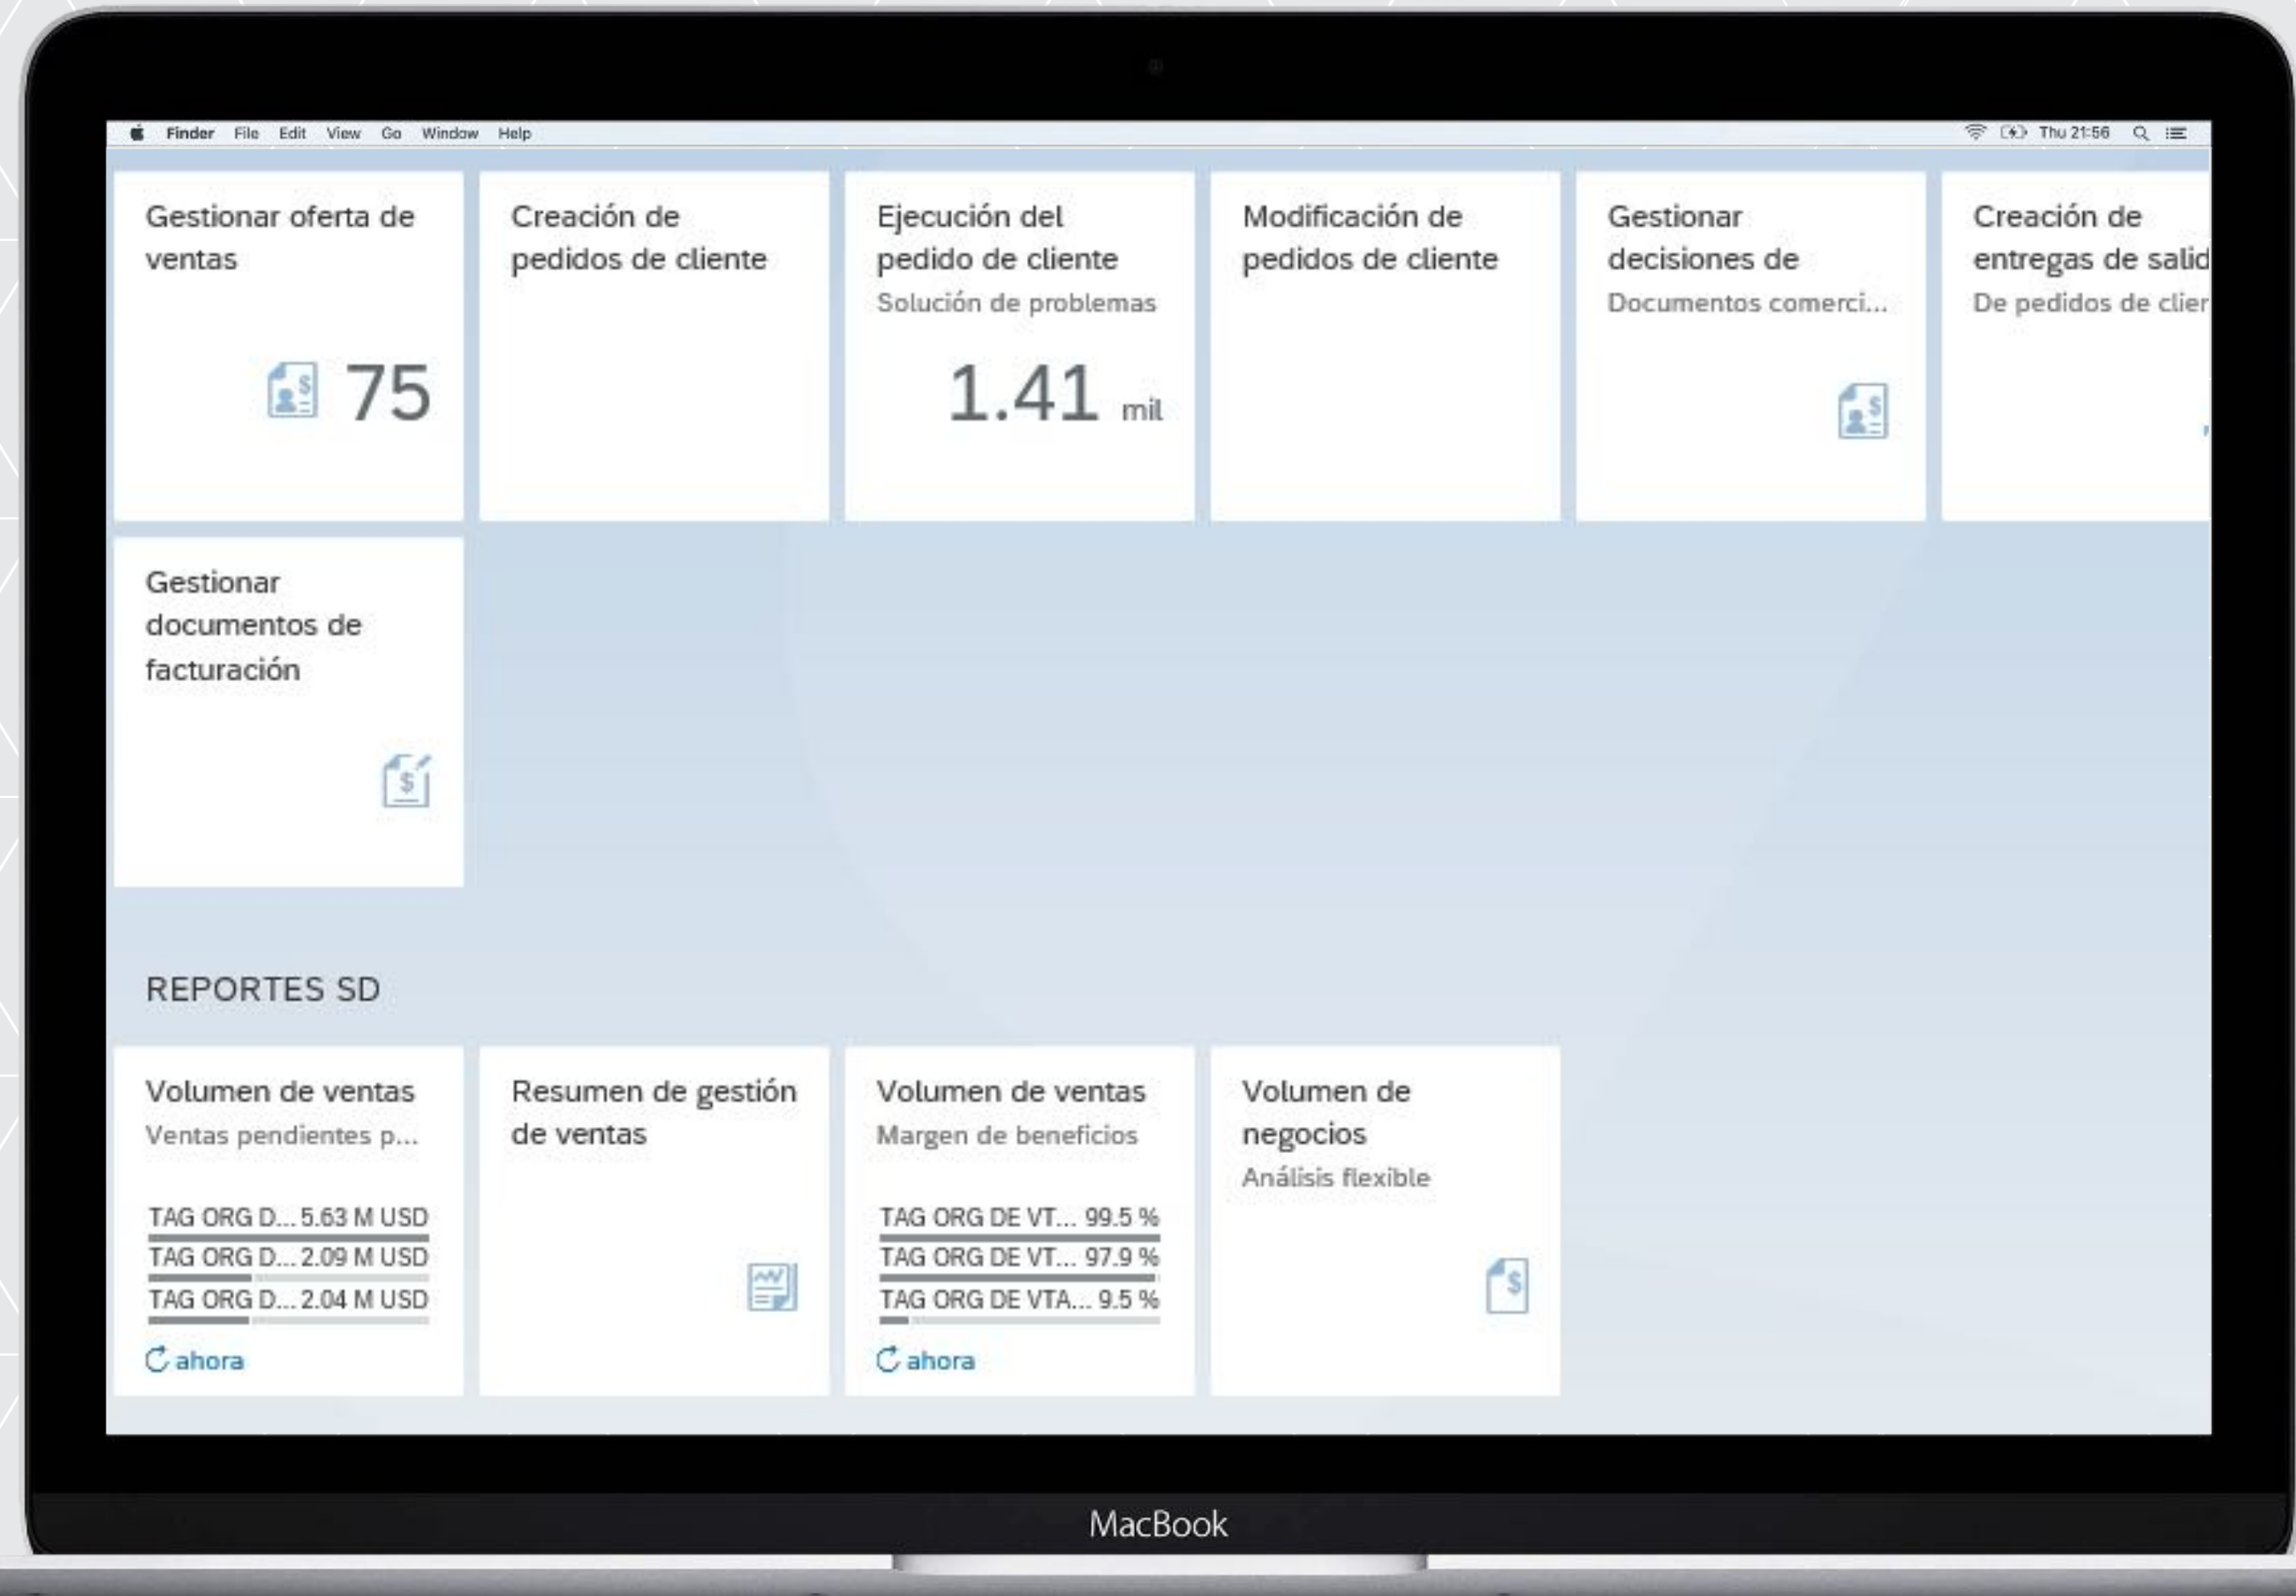 Finder File Edit View Go Window Help Thu 21:56
Gestionar oferta de
ventas
75
Creación de
pedidos de cliente
Ejecución del
pedido de cliente
Solución de problemas
1.41 mil
Modificación de
pedidos de cliente
Gestionar
decisiones de
Documentos comerci...
Creación de
entregas de salid
De pedidos de clien
Gestionar
documentos de
facturación
REPORTES SD
Volumen de ventas
Ventas pendientes p...
TAG ORG D... 5.63 M USD
TAG ORG D... 2.09 M USD
TAG ORG D... 2.04 M USD
ahora
Resumen de gestión
de ventas
Volumen de ventas
Margen de beneficios
TAG ORG DE VT... 99.5 %
TAG ORG DE VT... 97.9 %
TAG ORG DE VTA... 9.5 %
ahora
Volumen de
negocios
Análisis flexible
MacBook